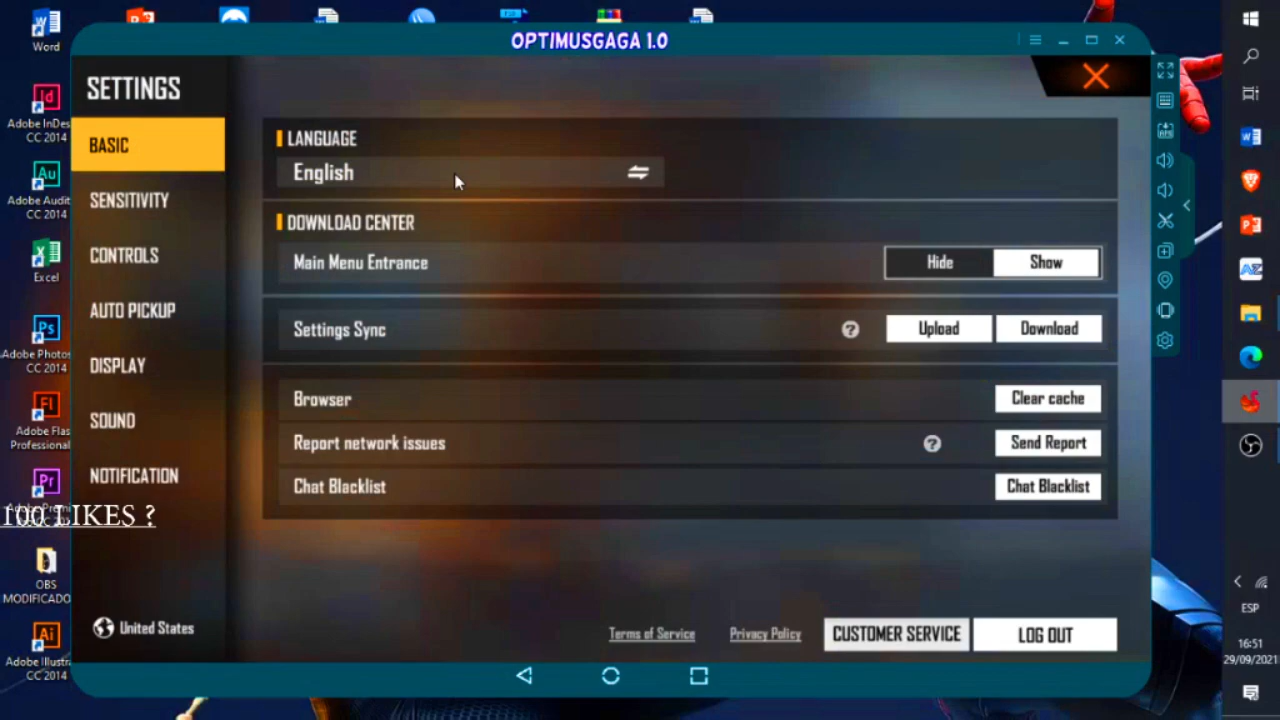 OPTIMUSGAGA 1.0
Word
Adobe InDes
CC 2014
Adobe Audit
CC 2014
Excel
Adobe Photos
CC 2014
Adobe Flas
Professional
100 LIKES ?
OBS
MODIFICADO
Adobe Illustra
CC 2014
SETTINGS
BASIC
SENSITIVITY
CONTROLS
AUTO PICKUP
DISPLAY
SOUND
NOTIFICATION
United States
LANGUAGE
English
DOWNLOAD CENTER
Main Menu Entrance Hide Show
Settings Sync ? Upload Download
Browser Clear cache
Report network issues ? Send Report
Chat Blacklist Chat Blacklist
Terms of Service Privacy Policy CUSTOMER SERVICE LOG OUT
ESP
16:51
29/09/2021